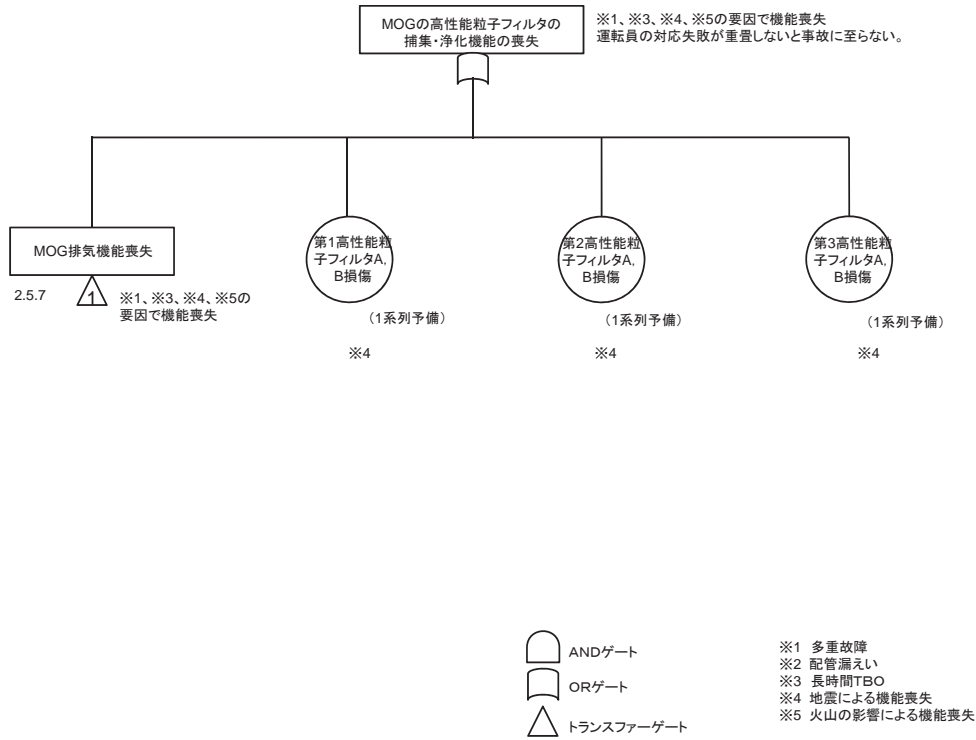 MOGの高性能粒子フィルタの
捕集・浄化機能の喪失
※1、※3、※4、※5の要因で機能喪失
運転員の対応失敗が重畳しないと事故に至らない。
MOG排気機能喪失
2.5.7
1
※1、※3、※4、※5の
要因で機能喪失
第1高性能粒
子フィルタA,
B損傷
(1系列予備)
※4
第2高性能粒
子フィルタA,
B損傷
(1系列予備)
※4
第3高性能粒
子フィルタA,
B損傷
(1系列予備)
※4
ANDゲート
ORゲート
トランスファーゲート
※1 多重故障
※2 配管漏えい
※3 長時間TBO
※4 地震による機能喪失
※5 火山の影響による機能喪失